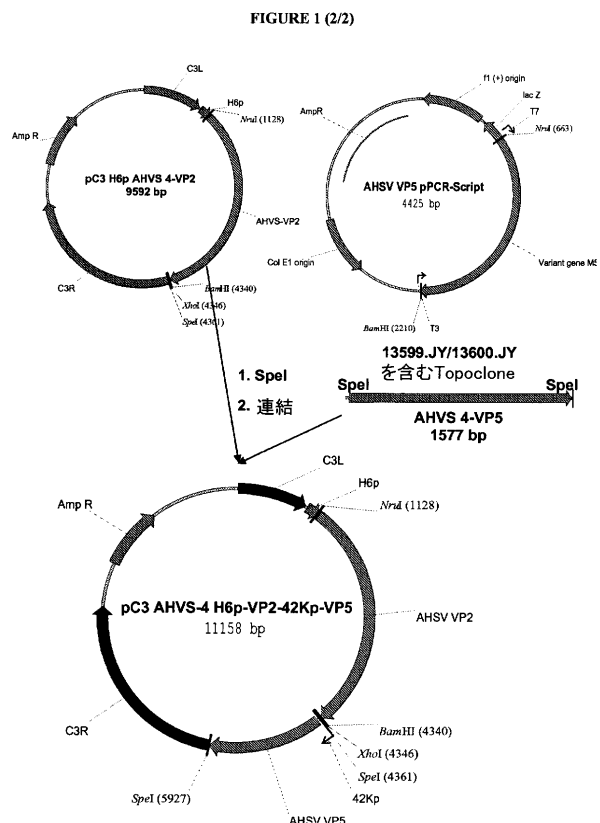 FIGURE 1 (2/2)
C3L
H6p
NruI (1128)
Amp R
pC3 H6p AHVS 4-VP2
9592 bp
AHVS-VP2
C3R
BamHI (4340)
XhoI (4346)
SpeI (4361)
f1 (+) origin
lac Z
T7
NruI (663)
AmpR
AHSV VP5 pPCR-Script
4425 bp
Col E1 origin
Variant gene M5
BamHI (2210)
T3
1. SpeI
2. 連結
13599.JY/13600.JY
を含むTopoclone
SpeI
SpeI
AHVS 4-VP5
1577 bp
C3L
H6p
NruI (1128)
Amp R
pC3 AHVS-4 H6p-VP2-42Kp-VP5
11158 bp
AHSV VP2
C3R
BamHI (4340)
XhoI (4346)
SpeI (4361)
42Kp
SpeI (5927)
AHSV VP5